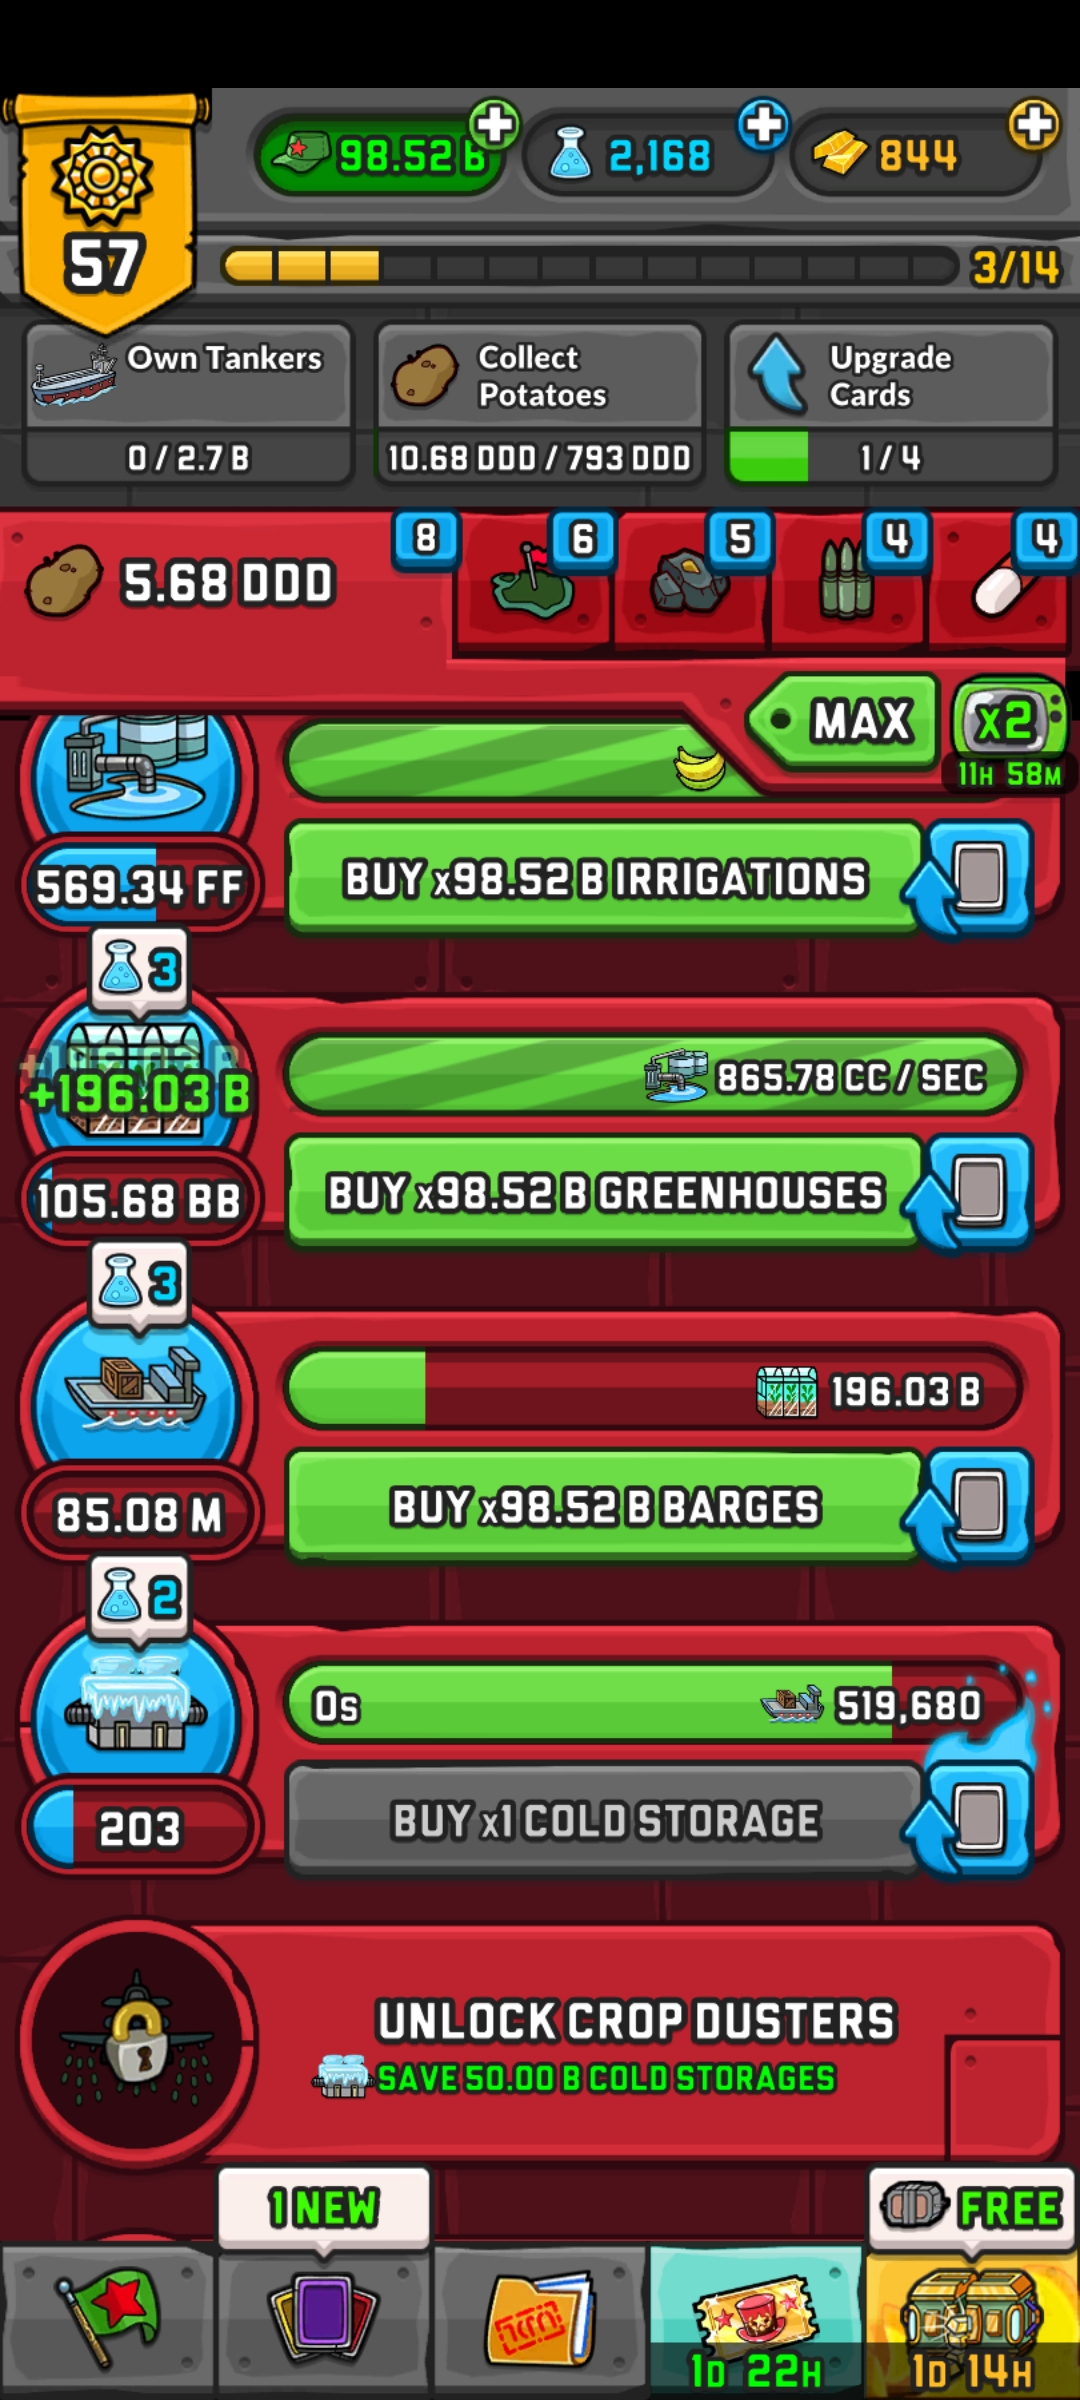 57
98.52 B
2,168
844
3/14
Own Tankers
0 / 2.7 B
Collect
Potatoes
10.68 DDD / 793 DDD
Upgrade
Cards
1 / 4
5.68 DDD
8
6
5
4
4
MAX
x2
11H 58M
569.34 FF
BUY x98.52 B IRRIGATIONS
3
+196.03 B
865.78 CC / SEC
105.68 BB
BUY x98.52 B GREENHOUSES
3
196.03 B
85.08 M
BUY x98.52 B BARGES
2
0s
519,680
203
BUY x1 COLD STORAGE
UNLOCK CROP DUSTERS
SAVE 50.00 B COLD STORAGES
1 NEW
FREE
1D 22H
1D 14H